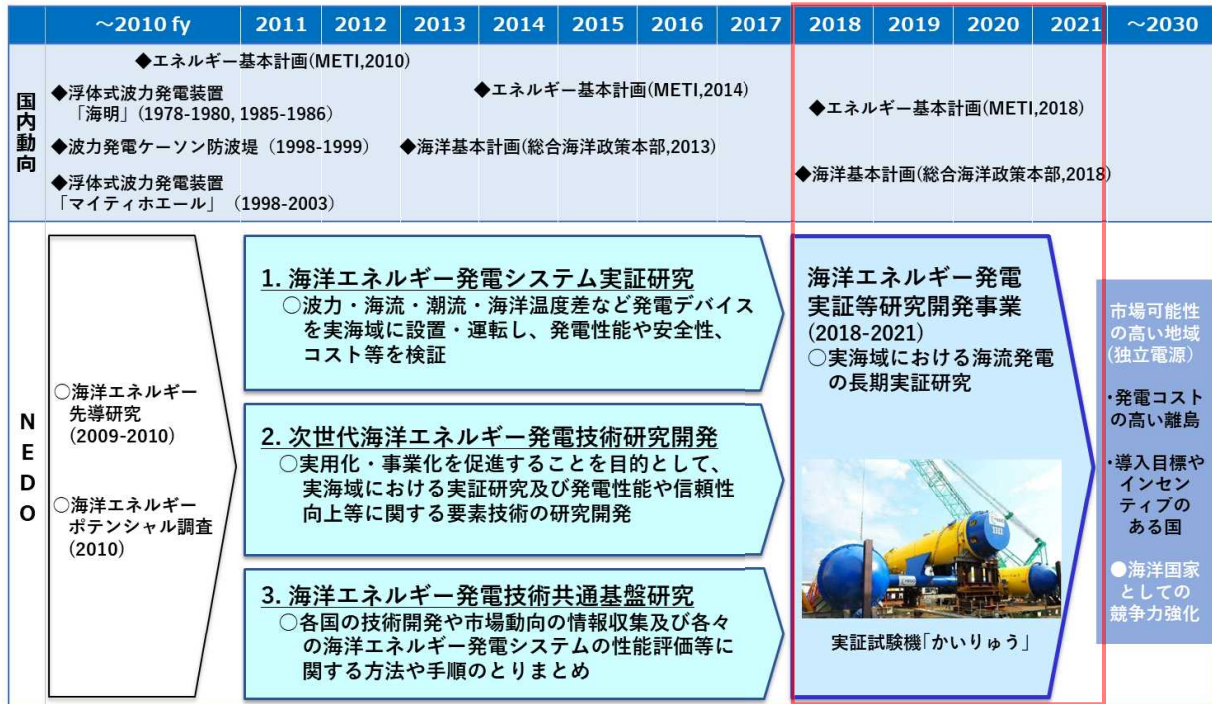 ~2010 fy 2011 2012 2013 2014 2015 2016 2017 2018 2019 2020 2021 ~2030
国内動向
◆エネルギー基本計画(METI,2010)
◆浮体式波力発電装置
「海明」(1978-1980, 1985-1986)
◆波力発電ケーソン防波堤（1998-1999）
◆浮体式波力発電装置
「マイティホエール」（1998-2003）
◆エネルギー基本計画(METI,2014)
◆海洋基本計画(総合海洋政策本部,2013)
◆エネルギー基本計画(METI,2018)
◆海洋基本計画(総合海洋政策本部,2018)
NEDO
○海洋エネルギー
先導研究
(2009-2010)
○海洋エネルギー
ポテンシャル調査
(2010)
1. 海洋エネルギー発電システム実証研究
○波力・海流・潮流・海洋温度差など発電デバイス
を実海域に設置・運転し、発電性能や安全性、
コスト等を検証
2. 次世代海洋エネルギー発電技術研究開発
○実用化・事業化を促進することを目的として、
実海域における実証研究及び発電性能や信頼性
向上等に関する要素技術の研究開発
3. 海洋エネルギー発電技術共通基盤研究
○各国の技術開発や市場動向の情報収集及び各々
の海洋エネルギー発電システムの性能評価等に
関する方法や手順のとりまとめ
海洋エネルギー発電
実証等研究開発事業
(2018-2021)
○実海域における海流発電
の長期実証研究
実証試験機「かいりゅう」
市場可能性
の高い地域
(独立電源）
・発電コスト
の高い離島
・導入目標や
インセン
ティブの
ある国
●海洋国家
としての
競争力強化